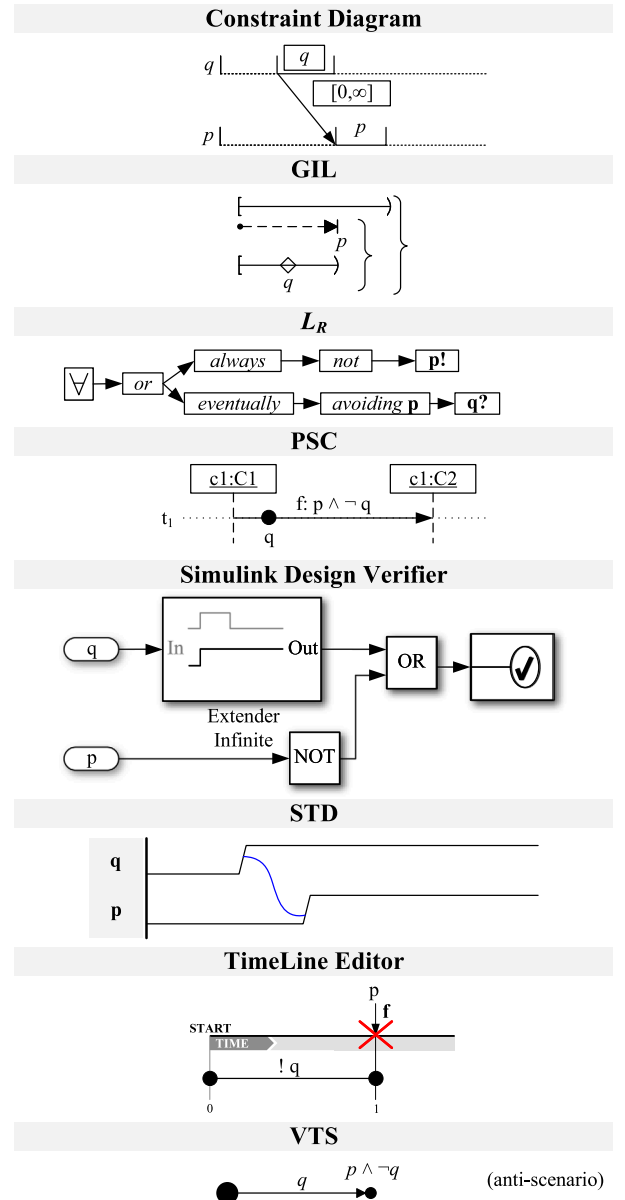 Constraint Diagram
q
q
[0,∞]
p
p
GIL
p
q
L_R
always
not
p!
∀
or
eventually
avoiding p
q?
PSC
c1:C1
c1:C2
f: p ∧ ¬ q
t1
q
Simulink Design Verifier
q
In
Out
OR
Extender
Infinite
p
NOT
STD
q
p
TimeLine Editor
p
f
START
TIME
! q
0
1
VTS
q
p ∧ ¬q
(anti-scenario)